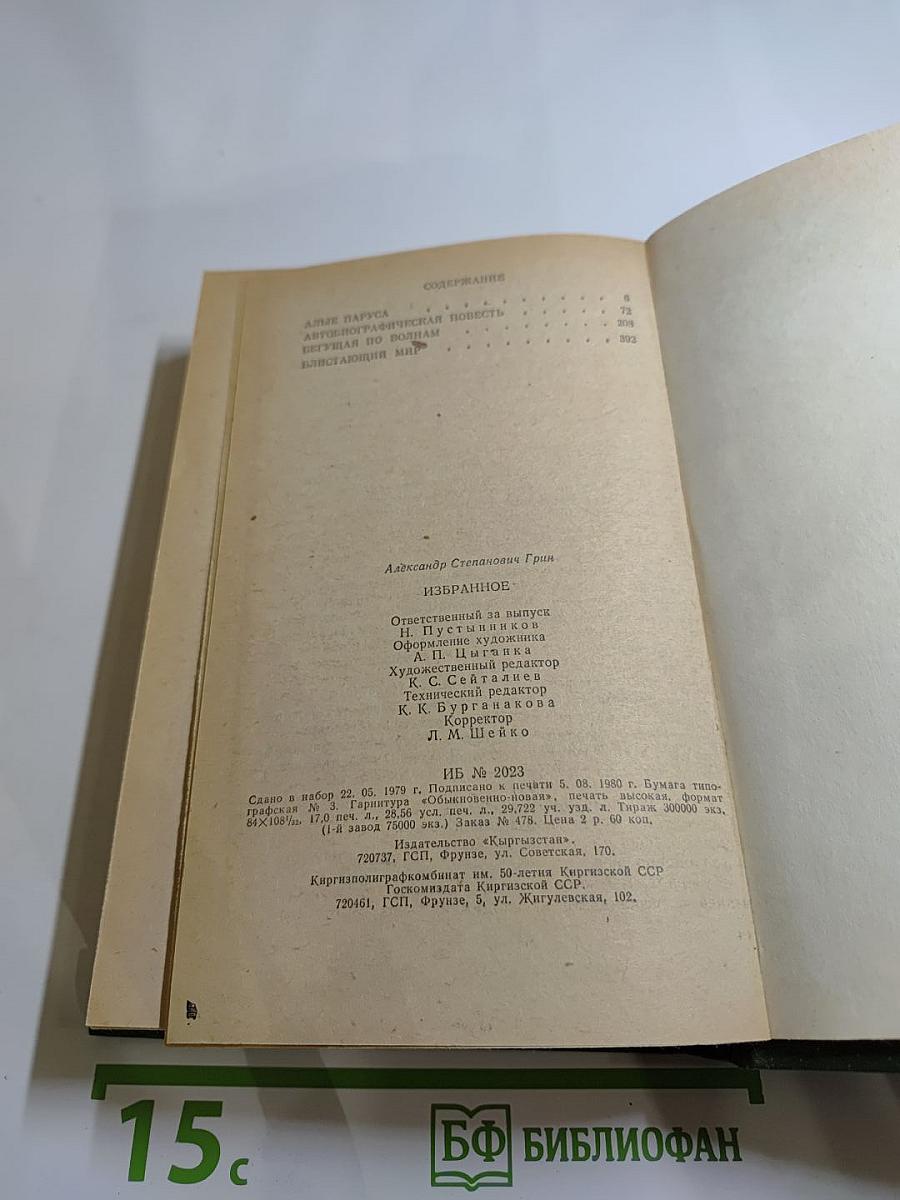 СОДЕРЖАНИЕ
АЛЫЕ ПАРУСА . . . . . . . . . . . 6
АВТОБИОГРАФИЧЕСКАЯ ПОВЕСТЬ . . . . . 72
БЕГУЩАЯ ПО ВОЛНАМ . . . . . . . . 208
БЛИСТАЮЩИЙ МИР . . . . . . . . . 392
Александр Степанович Грин
ИЗБРАННОЕ
Ответственный за выпуск
Н. Пустынников
Оформление художника
А. П. Цыганка
Художественный редактор
К. С. Сейталиев
Технический редактор
К. К. Бурганакова
Корректор
Л. М. Шейко
ИБ № 2023
Сдано в набор 22. 05. 1979 г. Подписано к печати 5. 08. 1980 г. Бумага типо-
графская № 3. Гарнитура «Обыкновенно-новая», печать высокая, формат
84×108¹/₃₂. 17,0 печ. л., 28,56 усл. печ. л., 29,722 уч. узд. л. Тираж 300000 экз.
(1-й завод 75000 экз.) Заказ № 478. Цена 2 р. 60 коп.
Издательство «Кыргызстан».
720737, ГСП, Фрунзе, ул. Советская, 170.
Киргизполиграфкомбинат им. 50-летия Киргизской ССР
Госкомиздата Киргизской ССР.
720461, ГСП, Фрунзе, 5, ул. Жигулевская, 102.
15 с
БФ БИБЛИОФАН